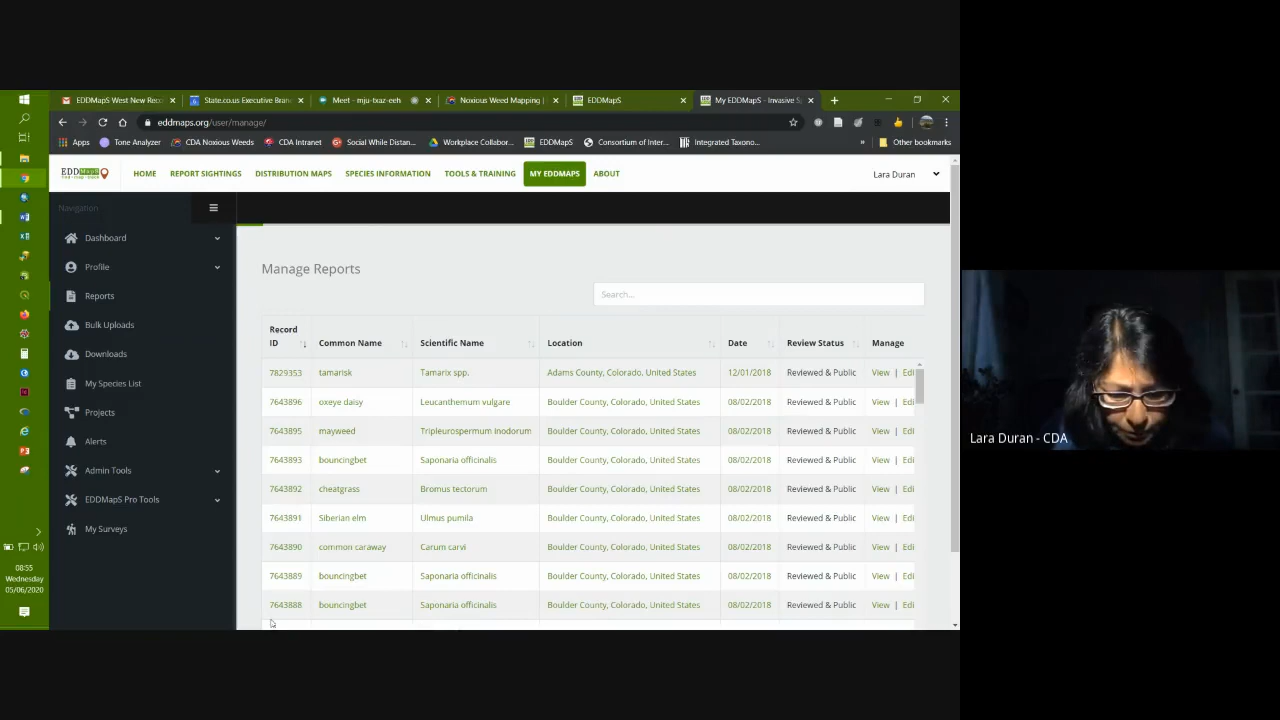 EDDMapS West New Reco
State.co.us Executive Bran
Meet - mju-txaz-eeh
Noxious Weed Mapping |
EDDMapS
My EDDMapS - Invasive S
eddmaps.org/user/manage/
Apps
Tone Analyzer
CDA Noxious Weeds
CDA Intranet
Social While Distan...
Workplace Collabor...
EDDMapS
Consortium of Inter...
Integrated Taxono...
Other bookmarks
EDDMapS
HOME
REPORT SIGHTINGS
DISTRIBUTION MAPS
SPECIES INFORMATION
TOOLS & TRAINING
MY EDDMAPS
ABOUT
Lara Duran
Navigation
Dashboard
Profile
Reports
Bulk Uploads
Downloads
My Species List
Projects
Alerts
Admin Tools
EDDMapS Pro Tools
My Surveys
Manage Reports
Search...
Record ID Common Name Scientific Name Location Date Review Status Manage
7829353 tamarisk Tamarix spp. Adams County, Colorado, United States 12/01/2018 Reviewed & Public View | Edi
7643896 oxeye daisy Leucanthemum vulgare Boulder County, Colorado, United States 08/02/2018 Reviewed & Public View | Edi
7643895 mayweed Tripleurospermum inodorum Boulder County, Colorado, United States 08/02/2018 Reviewed & Public View | Edi
7643893 bouncingbet Saponaria officinalis Boulder County, Colorado, United States 08/02/2018 Reviewed & Public View | Edi
7643892 cheatgrass Bromus tectorum Boulder County, Colorado, United States 08/02/2018 Reviewed & Public View | Edi
7643891 Siberian elm Ulmus pumila Boulder County, Colorado, United States 08/02/2018 Reviewed & Public View | Edi
7643890 common caraway Carum carvi Boulder County, Colorado, United States 08/02/2018 Reviewed & Public View | Edi
7643889 bouncingbet Saponaria officinalis Boulder County, Colorado, United States 08/02/2018 Reviewed & Public View | Edi
7643888 bouncingbet Saponaria officinalis Boulder County, Colorado, United States 08/02/2018 Reviewed & Public View | Edi
08:55
Wednesday
05/06/2020
Lara Duran - CDA